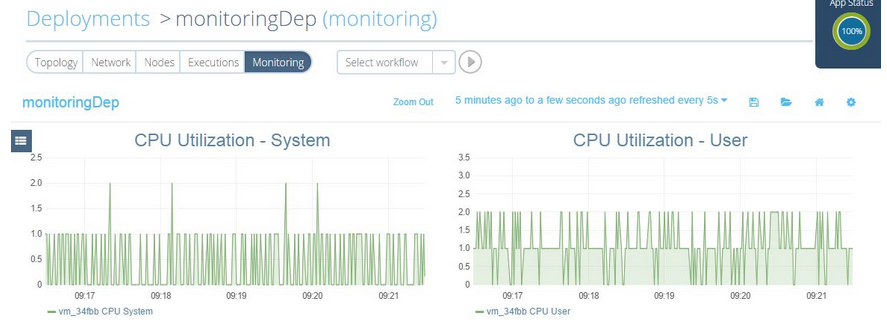 App Status
Deployments > monitoringDep (monitoring)
100%
Topology Network Nodes Executions Monitoring Select workflow
monitoringDep Zoom Out 5 minutes ago to a few seconds ago refreshed every 5s
CPU Utilization - System
2.5
2.0
1.5
1.0
0.5
0
09:17 09:18 09:19 09:20 09:21
vm_34fbb CPU System
CPU Utilization - User
3.5
3.0
2.5
2.0
1.5
1.0
0.5
0
09:17 09:18 09:19 09:20 09:21
vm_34fbb CPU User